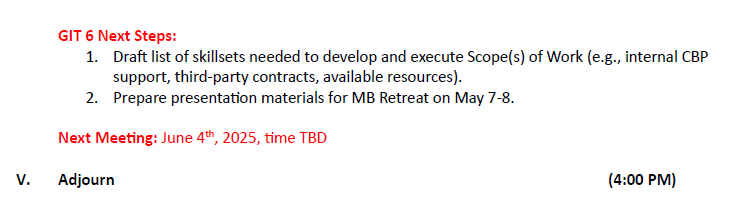 GIT 6 Next Steps:
1. Draft list of skillsets needed to develop and execute Scope(s) of Work (e.g., internal CBP
support, third-party contracts, available resources).
2. Prepare presentation materials for MB Retreat on May 7-8.
Next Meeting: June 4th, 2025, time TBD
V. Adjourn (4:00 PM)